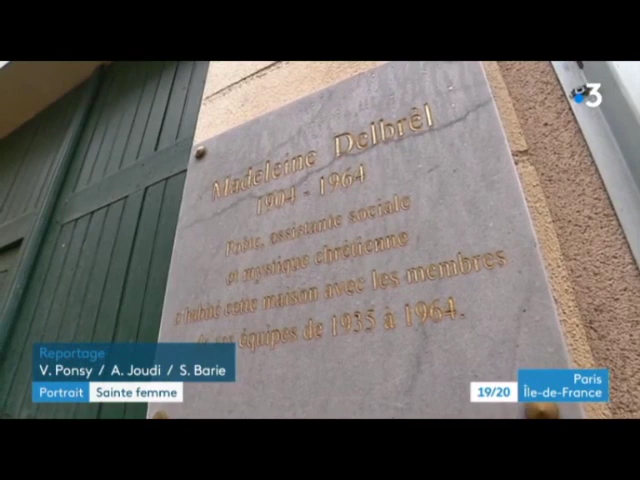 3
Madeleine Delbrêl
1904 - 1964
Poète, assistante sociale
et mystique chrétienne
a habité cette maison avec les membres
de ses équipes de 1935 à 1964.
Reportage
V. Ponsy / A. Joudi / S. Barie
Portrait Sainte femme
19/20 Paris Île-de-France